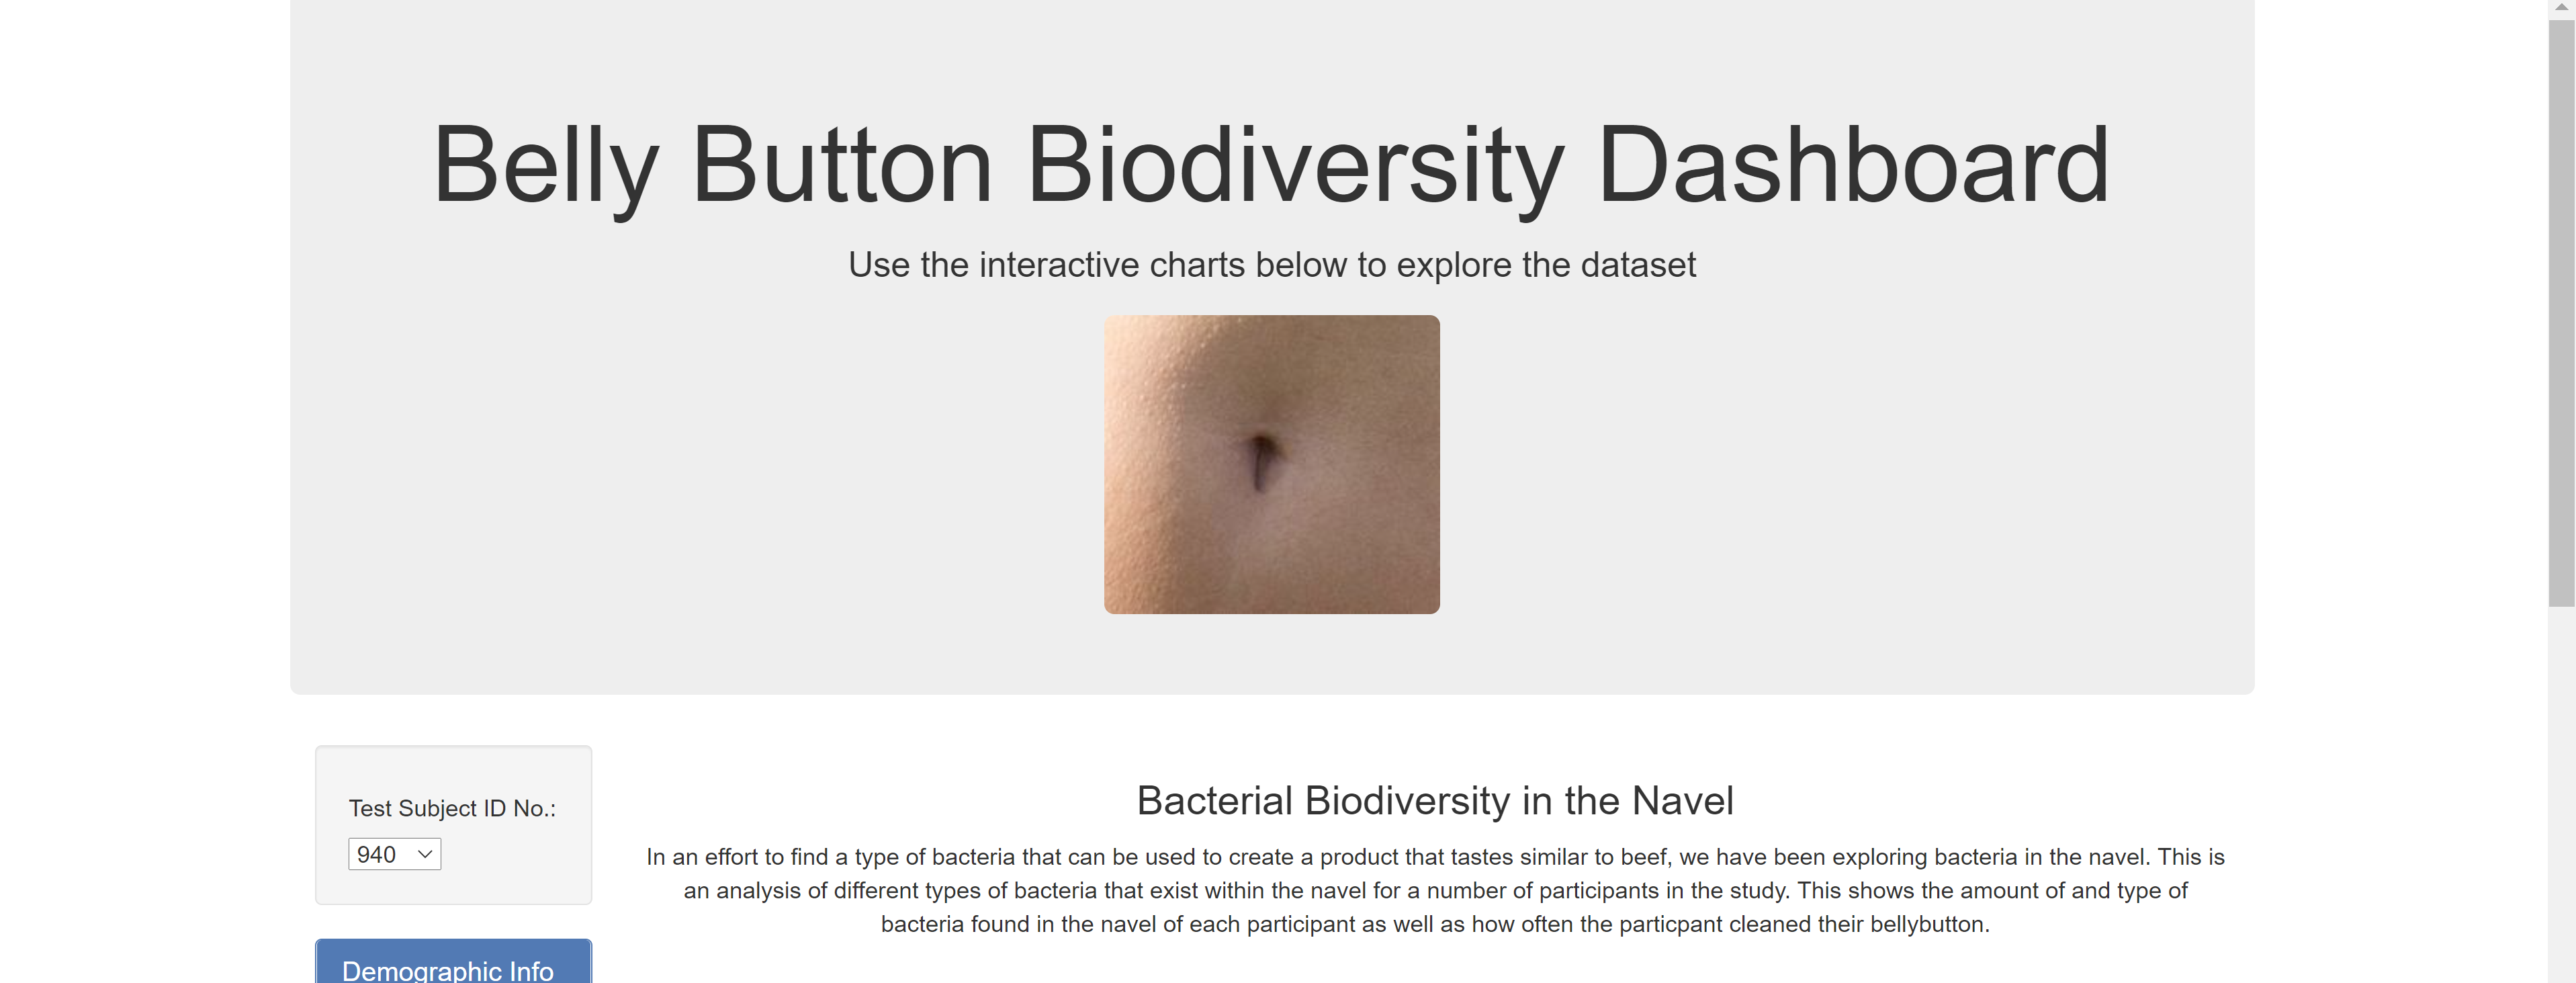 Belly Button Biodiversity Dashboard
Use the interactive charts below to explore the dataset
Test Subject ID No.:
940
Demographic Info
Bacterial Biodiversity in the Navel
In an effort to find a type of bacteria that can be used to create a product that tastes similar to beef, we have been exploring bacteria in the navel. This is
an analysis of different types of bacteria that exist within the navel for a number of participants in the study. This shows the amount of and type of
bacteria found in the navel of each participant as well as how often the particpant cleaned their bellybutton.